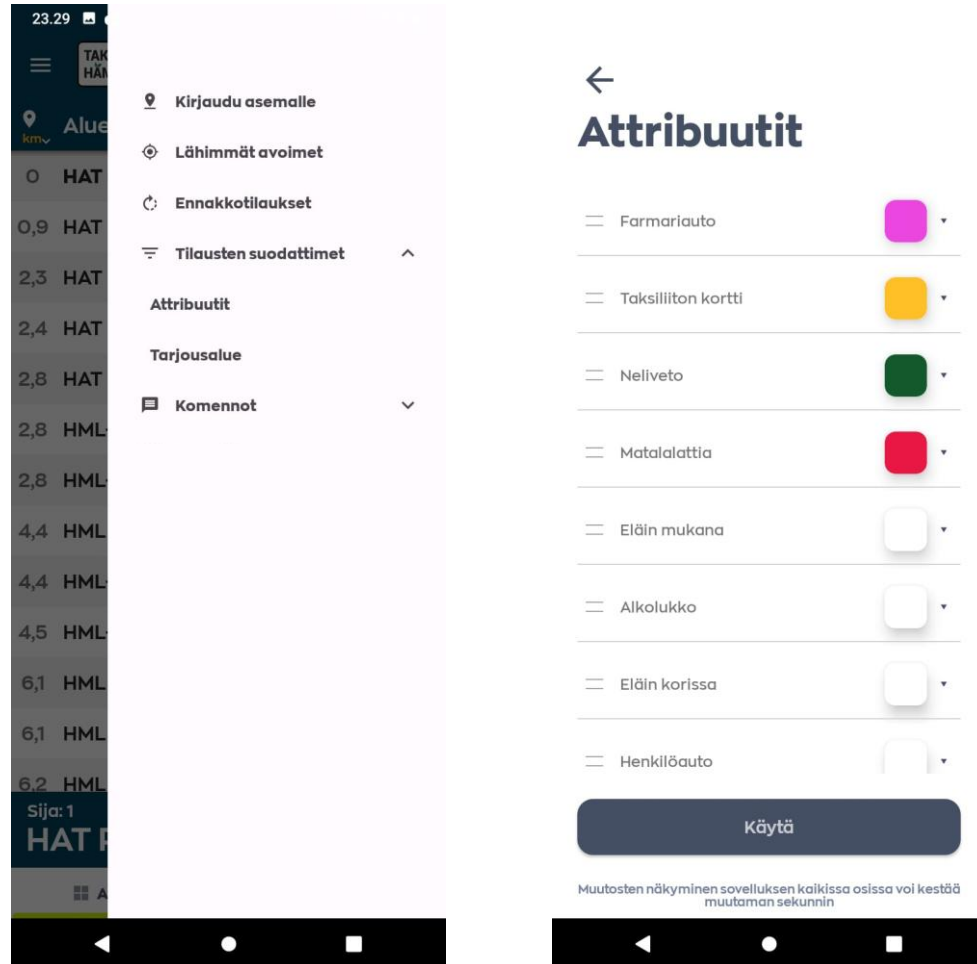 23.29
TAK
HÄM
km
Alue
0 HAT
0,9 HAT
2,3 HAT
2,4 HAT
2,8 HAT
2,8 HML-
2,8 HML-
4,4 HML
4,4 HML-
4,5 HML-
6,1 HML
6,1 HML
6,2 HML
Sija: 1
HAT
A
Kirjaudu asemalle
Lähimmät avoimet
Ennakkotilaukset
Tilausten suodattimet
Attribuutit
Tarjousalue
Komennot
Attribuutit
Farmariauto
Taksiliiton kortti
Neliveto
Matalalattia
Eläin mukana
Alkolukko
Eläin korissa
Henkilöauto
Käytä
Muutosten näkyminen sovelluksen kaikissa osissa voi kestää
muutaman sekunnin